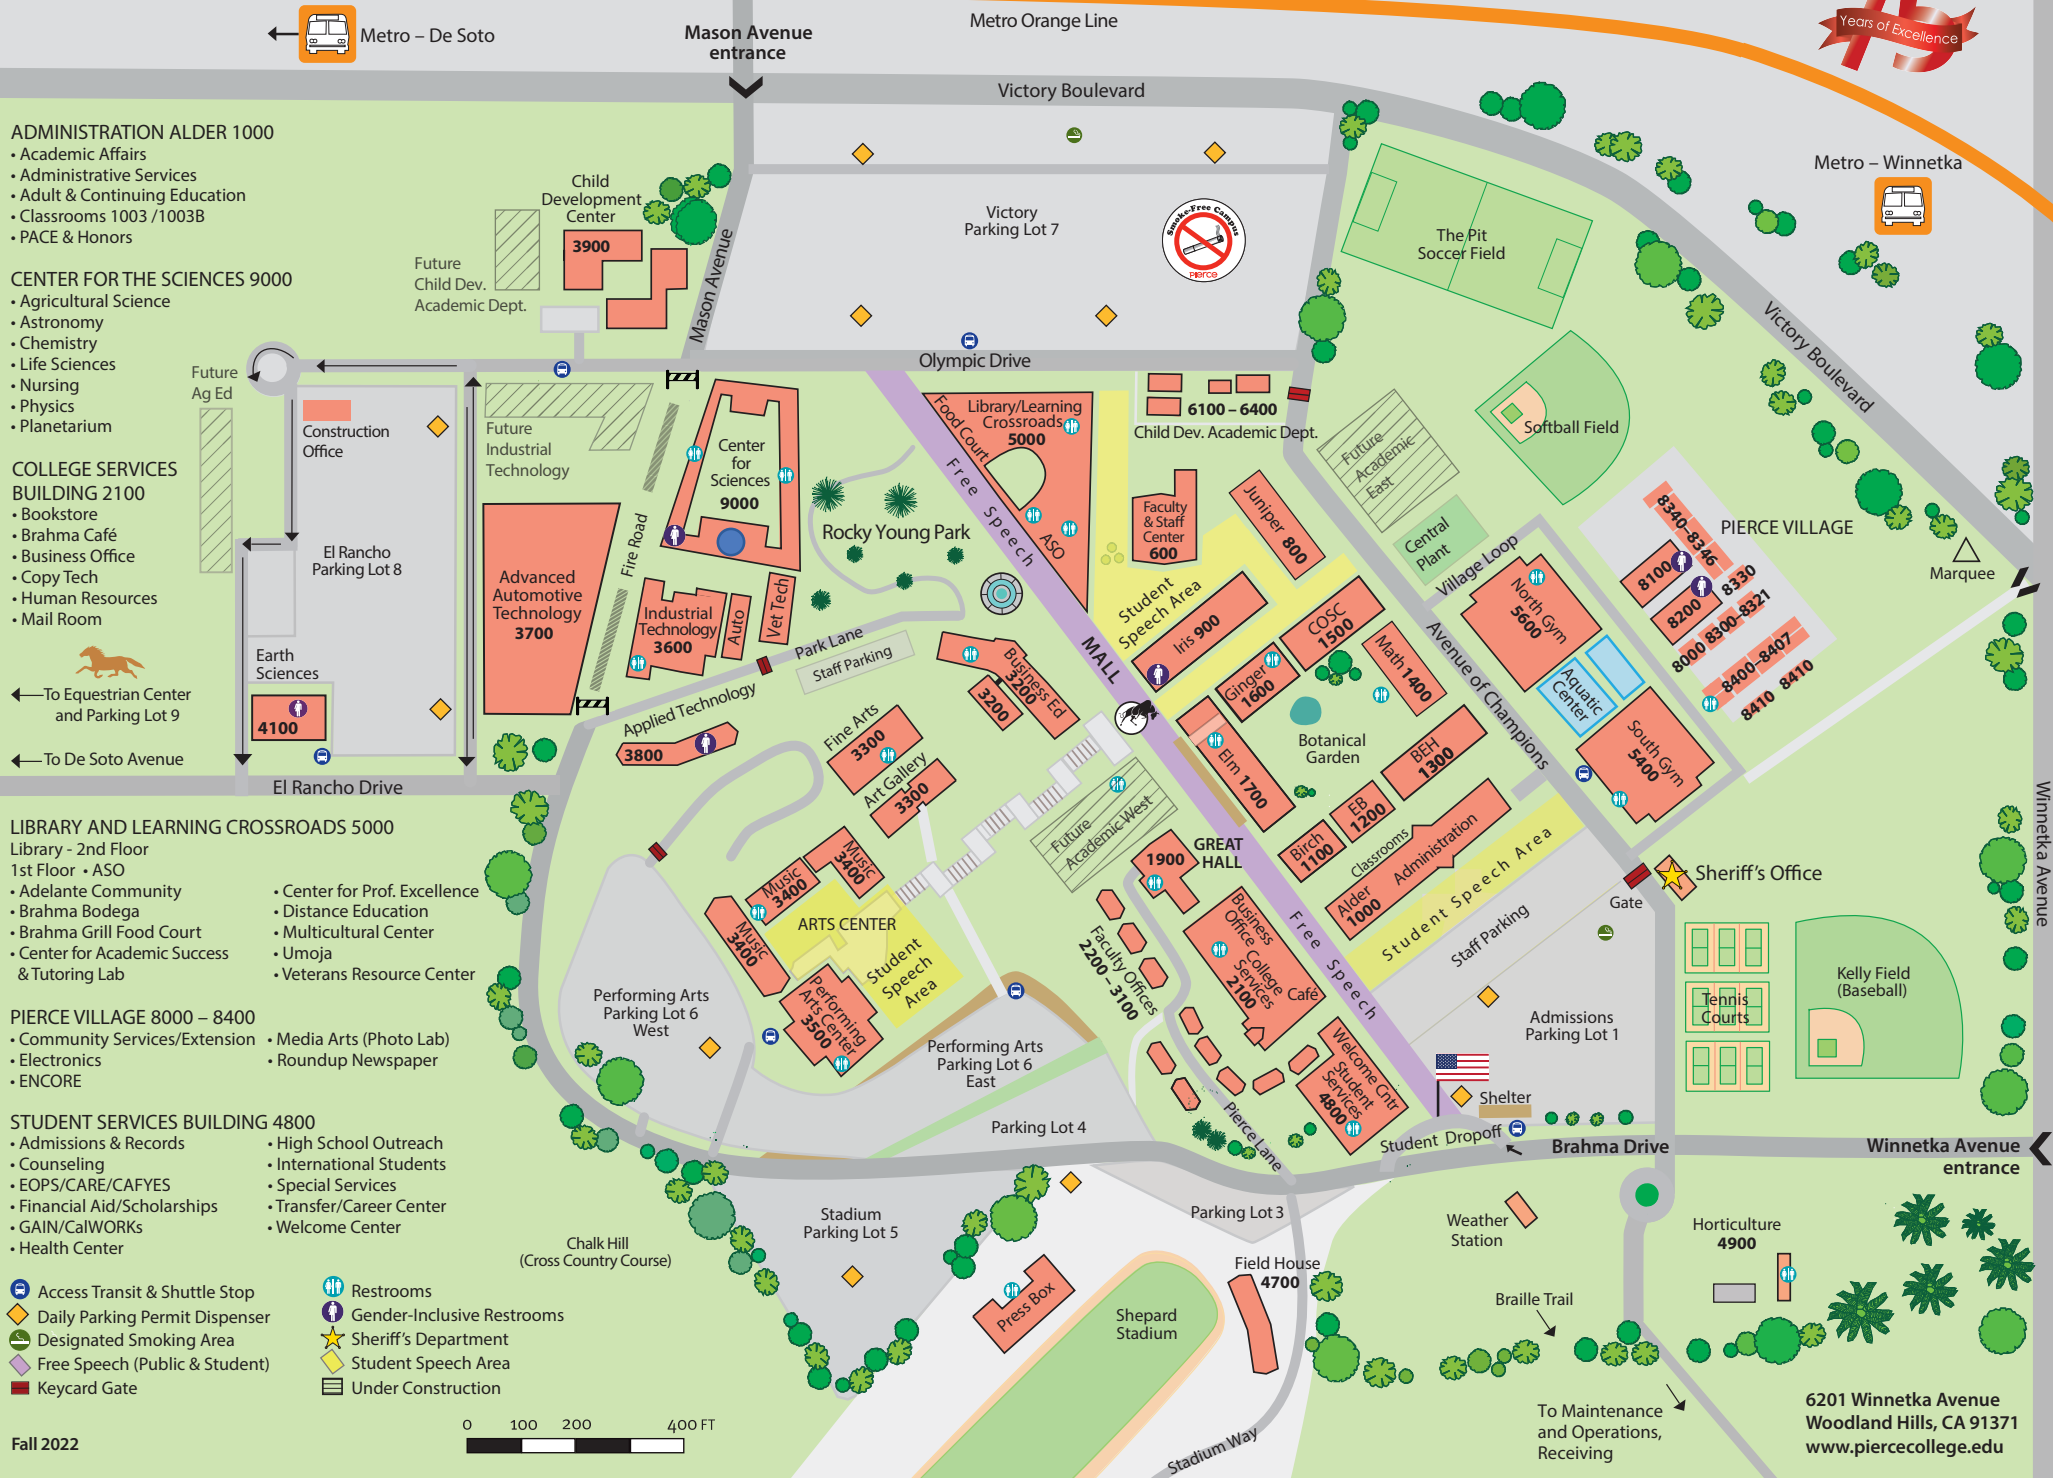 Metro – De Soto
Mason Avenue
entrance
Metro Orange Line
Years of Excellence
Victory Boulevard
Metro – Winnetka
ADMINISTRATION ALDER 1000
• Academic Affairs
• Administrative Services
• Adult & Continuing Education
• Classrooms 1003 /1003B
• PACE & Honors
CENTER FOR THE SCIENCES 9000
• Agricultural Science
• Astronomy
• Chemistry
• Life Sciences
• Nursing
• Physics
• Planetarium
COLLEGE SERVICES
BUILDING 2100
• Bookstore
• Brahma Café
• Business Office
• Copy Tech
• Human Resources
• Mail Room
To Equestrian Center
and Parking Lot 9
To De Soto Avenue
Child
Development
Center
3900
Future
Child Dev.
Academic Dept.
Mason Avenue
Victory
Parking Lot 7
Smoke-Free Campus
Pierce
The Pit
Soccer Field
Victory Boulevard
Olympic Drive
Future
Ag Ed
Construction
Office
El Rancho
Parking Lot 8
Future
Industrial
Technology
Fire Road
Center
for
Sciences
9000
Food Court
Library/Learning
Crossroads
5000
ASO
6100 – 6400
Child Dev. Academic Dept.
Future
Academic
East
Softball Field
Central
Plant
Village Loop
PIERCE VILLAGE
8340–8346
8100
8200
8330
8300–8321
8000
8400–8407
8410
8410
Marquee
Rocky Young Park
Free Speech
MALL
Faculty
& Staff
Center
600
Juniper 800
Student
Speech Area
Iris 900
COSC
1500
Ginger
1600
Math 1400
Avenue of Champions
North Gym
5600
Aquatic
Center
South Gym
5400
Advanced
Automotive
Technology
3700
Industrial
Technology
3600
Auto
Vet Tech
Park Lane
Staff Parking
Applied Technology
3800
Business Ed
3200
3200
Earth
Sciences
4100
El Rancho Drive
Fine Arts
3300
Art Gallery
3300
Future
Academic West
Elm 1700
Botanical
Garden
BEH
1300
EB
1200
Birch
1100
Classrooms
Administration
Alder
1000
GREAT
HALL
1900
Student Speech Area
Sheriff’s Office
Gate
Staff Parking
Winnetka Avenue
LIBRARY AND LEARNING CROSSROADS 5000
Library - 2nd Floor
1st Floor • ASO
• Adelante Community
• Brahma Bodega
• Brahma Grill Food Court
• Center for Academic Success
& Tutoring Lab
• Center for Prof. Excellence
• Distance Education
• Multicultural Center
• Umoja
• Veterans Resource Center
PIERCE VILLAGE 8000 – 8400
• Community Services/Extension
• Electronics
• ENCORE
• Media Arts (Photo Lab)
• Roundup Newspaper
STUDENT SERVICES BUILDING 4800
• Admissions & Records
• Counseling
• EOPS/CARE/CAFYES
• Financial Aid/Scholarships
• GAIN/CalWORKs
• Health Center
• High School Outreach
• International Students
• Special Services
• Transfer/Career Center
• Welcome Center
Music
3400
Music
3400
Music
3400
ARTS CENTER
Student
Speech
Area
Performing
Arts Center
3500
Performing Arts
Parking Lot 6
West
Performing Arts
Parking Lot 6
East
Faculty Offices
2200 – 3100
Business
Office College
Services
2100
Café
Free Speech
Welcome Cntr
Student
Services
4800
Admissions
Parking Lot 1
Tennis
Courts
Kelly Field
(Baseball)
Shelter
Parking Lot 4
Pierce Lane
Student Dropoff
Brahma Drive
Winnetka Avenue
entrance
Chalk Hill
(Cross Country Course)
Stadium
Parking Lot 5
Parking Lot 3
Weather
Station
Horticulture
4900
Field House
4700
Press Box
Shepard
Stadium
Braille Trail
Stadium Way
To Maintenance
and Operations,
Receiving
Access Transit & Shuttle Stop
Daily Parking Permit Dispenser
Designated Smoking Area
Free Speech (Public & Student)
Keycard Gate
Restrooms
Gender-Inclusive Restrooms
Sheriff’s Department
Student Speech Area
Under Construction
0 100 200 400 FT
Fall 2022
6201 Winnetka Avenue
Woodland Hills, CA 91371
www.piercecollege.edu